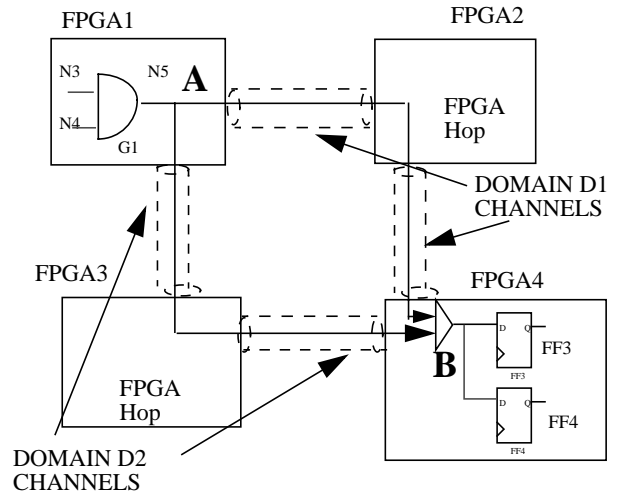 FPGA1
FPGA2
N3
N5
A
N4
G1
FPGA
Hop
DOMAIN D1
CHANNELS
FPGA3
FPGA4
FPGA
Hop
B
D
Q
FF3
FF3
D
Q
FF4
FF4
DOMAIN D2
CHANNELS